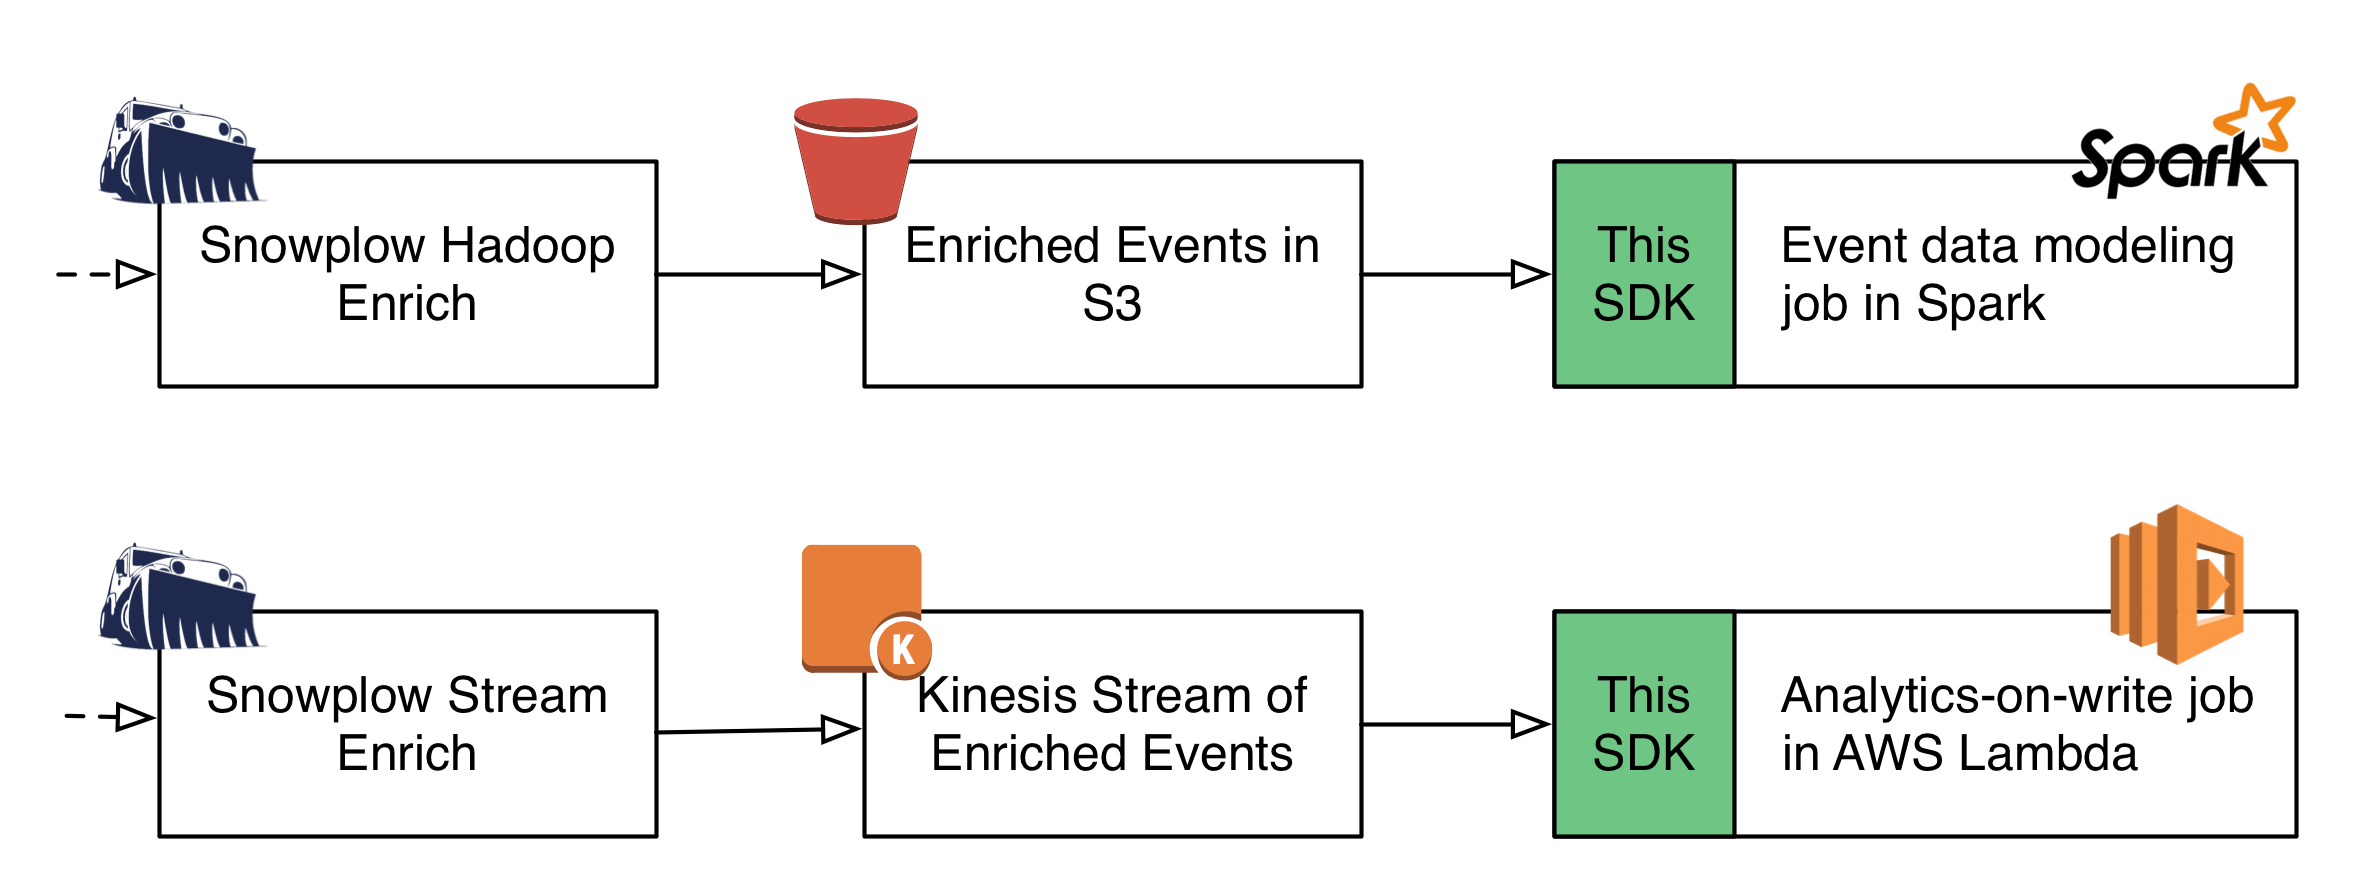 Spark
Snowplow Hadoop
Enrich
Enriched Events in
S3
This
SDK
Event data modeling
job in Spark
K
Snowplow Stream
Enrich
Kinesis Stream of
Enriched Events
This
SDK
Analytics-on-write job
in AWS Lambda